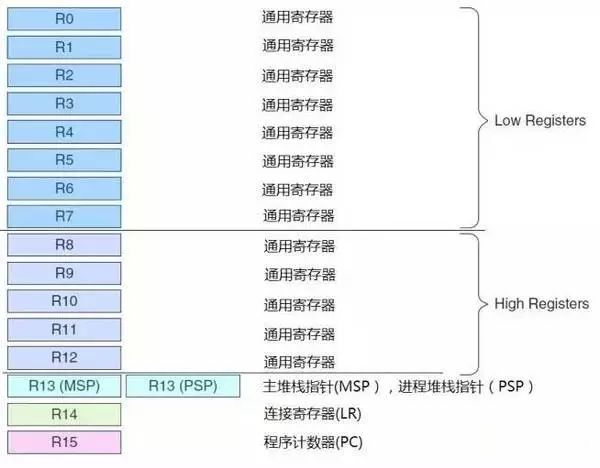 R0 通用寄存器
R1 通用寄存器
R2 通用寄存器
R3 通用寄存器
R4 通用寄存器
R5 通用寄存器
R6 通用寄存器
R7 通用寄存器
Low Registers
R8 通用寄存器
R9 通用寄存器
R10 通用寄存器
R11 通用寄存器
R12 通用寄存器
High Registers
R13 (MSP) R13 (PSP) 主堆栈指针(MSP），进程堆栈指针（PSP）
R14 连接寄存器(LR)
R15 程序计数器(PC)